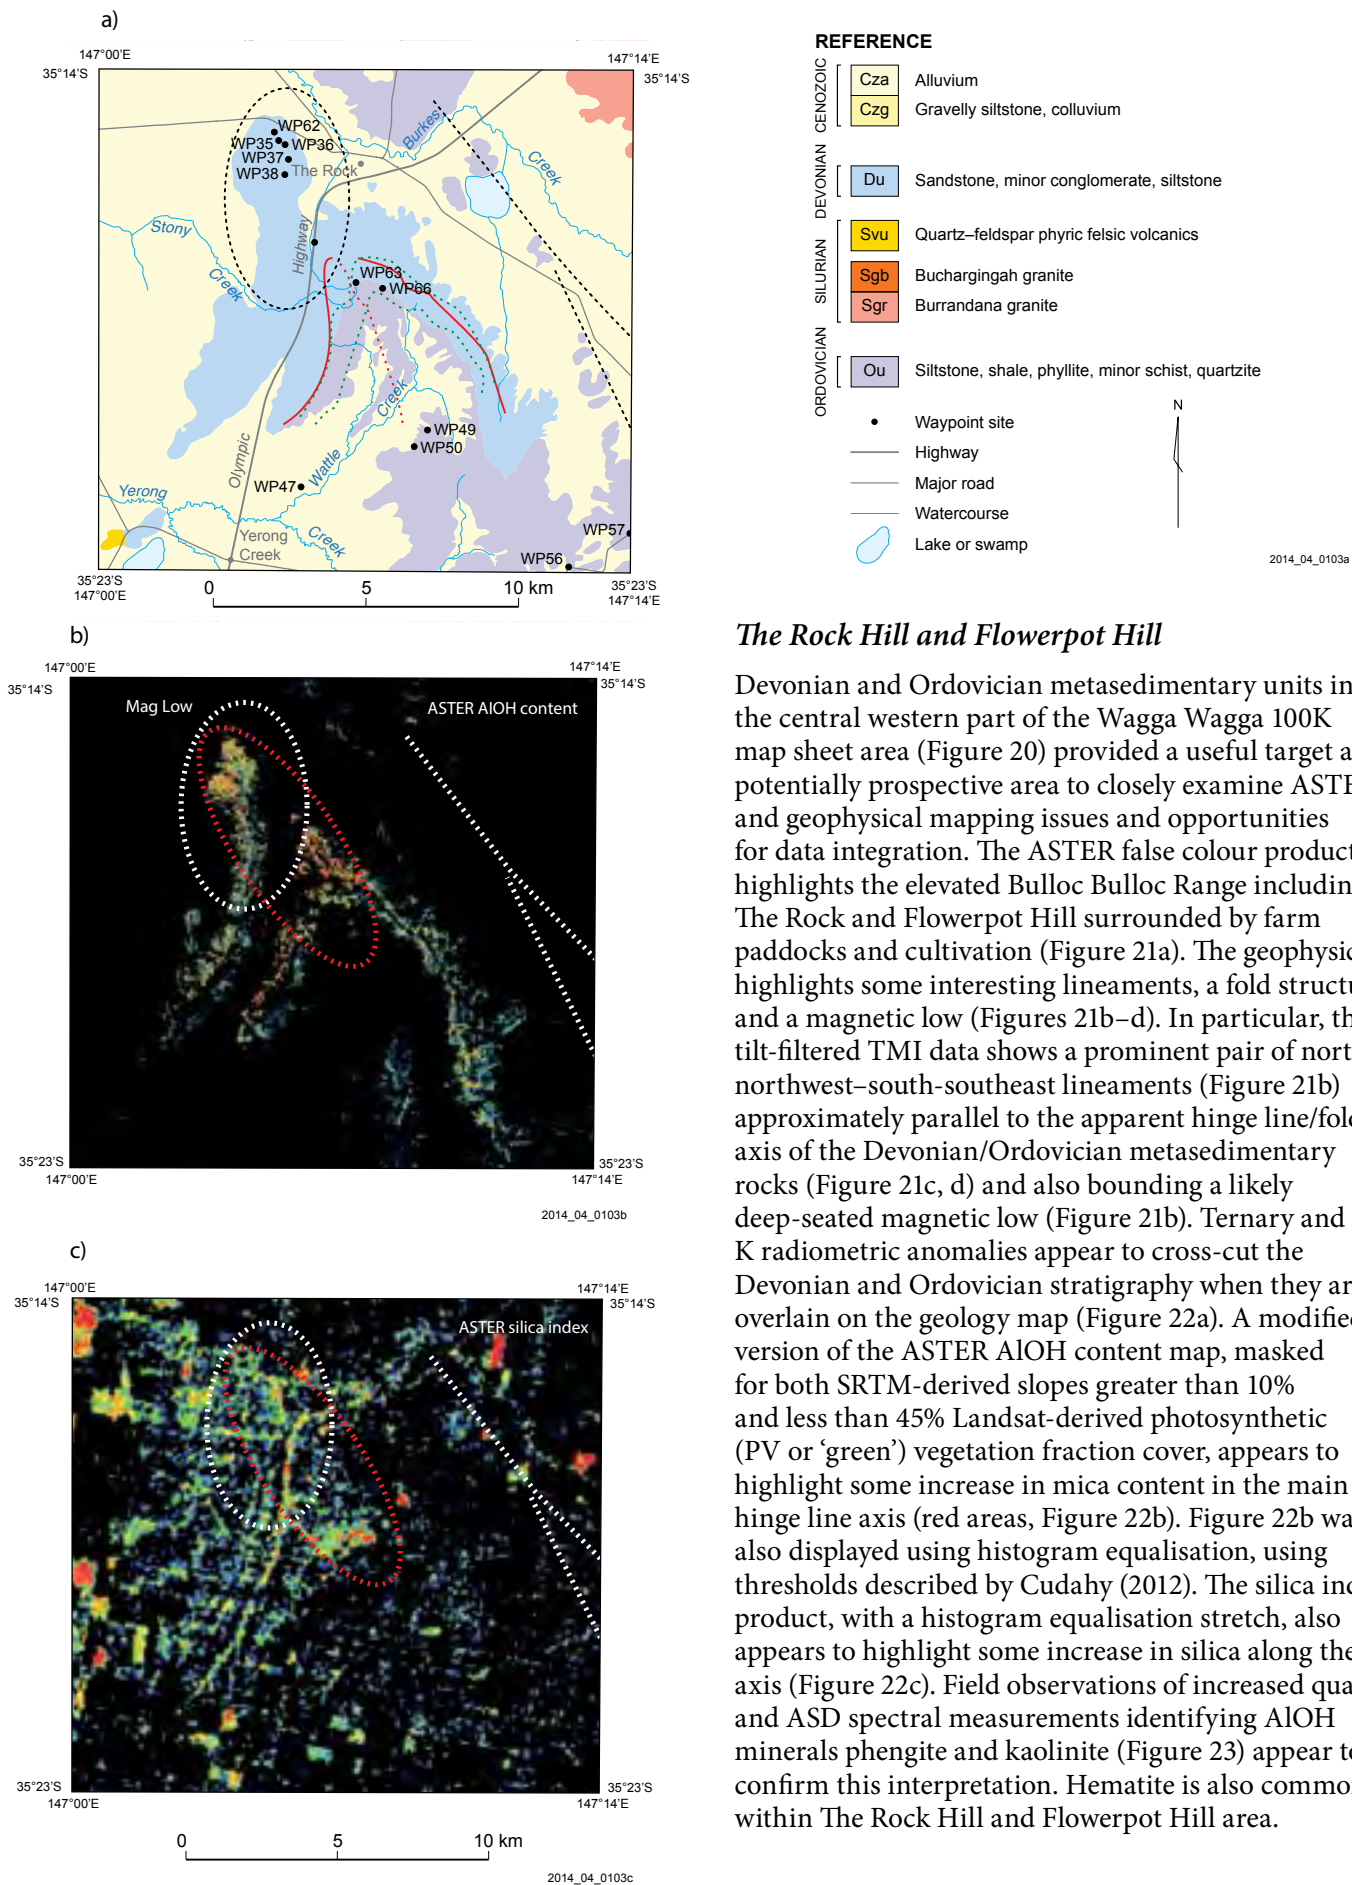 a)
147°00'E
147°14'E
35°14'S
35°14'S
WP62
WP35
WP36
WP37
The Rock
WP38
Burkes
Creek
Stony
Creek
Highway
WP63
WP66
Creek
WP49
WP50
Olympic
Wattle
WP47
Yerong
Creek
Yerong
Creek
WP57
WP56
35°23'S
147°00'E
35°23'S
147°14'E
0 5 10 km
REFERENCE
CENOZOIC
Cza Alluvium
Czg Gravelly siltstone, colluvium
DEVONIAN
Du Sandstone, minor conglomerate, siltstone
SILURIAN
Svu Quartz–feldspar phyric felsic volcanics
Sgb Buchargingah granite
Sgr Burrandana granite
ORDOVICIAN
Ou Siltstone, shale, phyllite, minor schist, quartzite
Waypoint site
Highway
Major road
Watercourse
Lake or swamp
N
2014_04_0103a
b)
147°00'E
147°14'E
35°14'S
35°14'S
Mag Low
ASTER AlOH content
35°23'S
35°23'S
147°00'E
147°14'E
2014_04_0103b
c)
147°00'E
147°14'E
35°14'S
35°14'S
ASTER silica index
35°23'S
35°23'S
147°00'E
147°14'E
0 5 10 km
2014_04_0103c
The Rock Hill and Flowerpot Hill
Devonian and Ordovician metasedimentary units in
the central western part of the Wagga Wagga 100K
map sheet area (Figure 20) provided a useful target a
potentially prospective area to closely examine ASTE
and geophysical mapping issues and opportunities
for data integration. The ASTER false colour product
highlights the elevated Bulloc Bulloc Range includin
The Rock and Flowerpot Hill surrounded by farm
paddocks and cultivation (Figure 21a). The geophysic
highlights some interesting lineaments, a fold structu
and a magnetic low (Figures 21b–d). In particular, th
tilt-filtered TMI data shows a prominent pair of nort
northwest–south-southeast lineaments (Figure 21b)
approximately parallel to the apparent hinge line/fold
axis of the Devonian/Ordovician metasedimentary
rocks (Figure 21c, d) and also bounding a likely
deep-seated magnetic low (Figure 21b). Ternary and
K radiometric anomalies appear to cross-cut the
Devonian and Ordovician stratigraphy when they ar
overlain on the geology map (Figure 22a). A modified
version of the ASTER AlOH content map, masked
for both SRTM-derived slopes greater than 10%
and less than 45% Landsat-derived photosynthetic
(PV or ‘green’) vegetation fraction cover, appears to
highlight some increase in mica content in the main
hinge line axis (red areas, Figure 22b). Figure 22b wa
also displayed using histogram equalisation, using
thresholds described by Cudahy (2012). The silica ind
product, with a histogram equalisation stretch, also
appears to highlight some increase in silica along the
axis (Figure 22c). Field observations of increased qua
and ASD spectral measurements identifying AlOH
minerals phengite and kaolinite (Figure 23) appear to
confirm this interpretation. Hematite is also common
within The Rock Hill and Flowerpot Hill area.